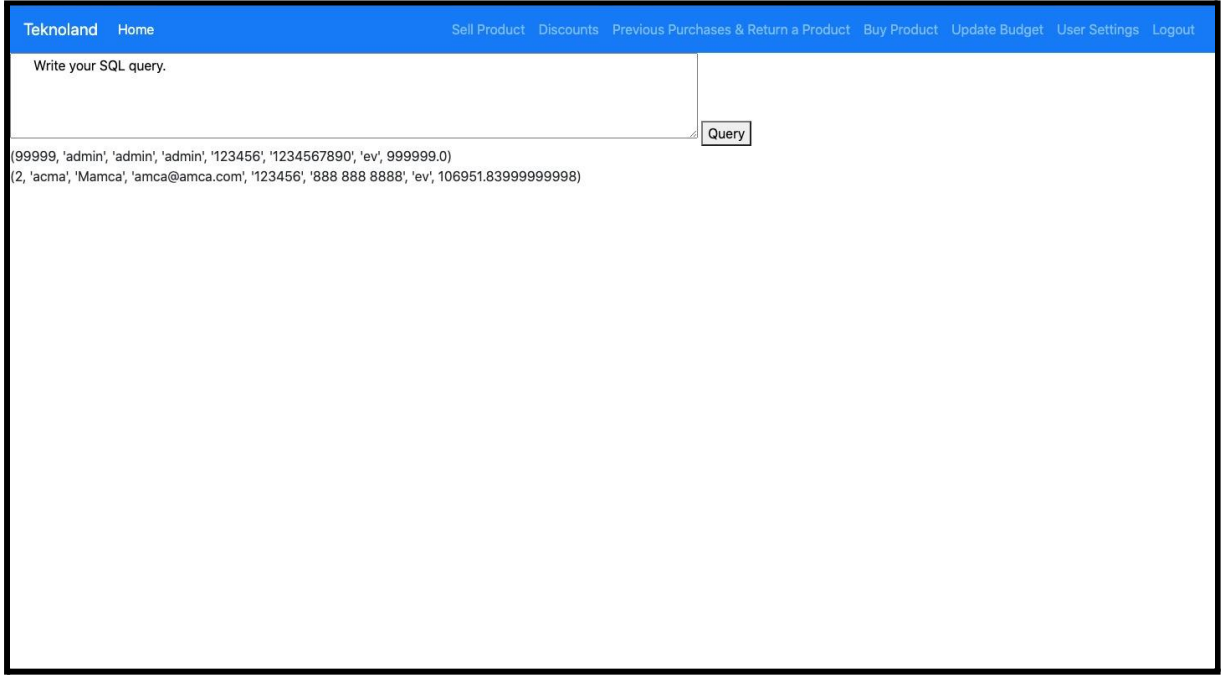 Teknoland Home Sell Product Discounts Previous Purchases & Return a Product Buy Product Update Budget User Settings Logout
Write your SQL query.
Query
(99999, 'admin', 'admin', 'admin', '123456', '1234567890', 'ev', 999999.0)
(2, 'acma', 'Mamca', 'amca@amca.com', '123456', '888 888 8888', 'ev', 106951.83999999998)